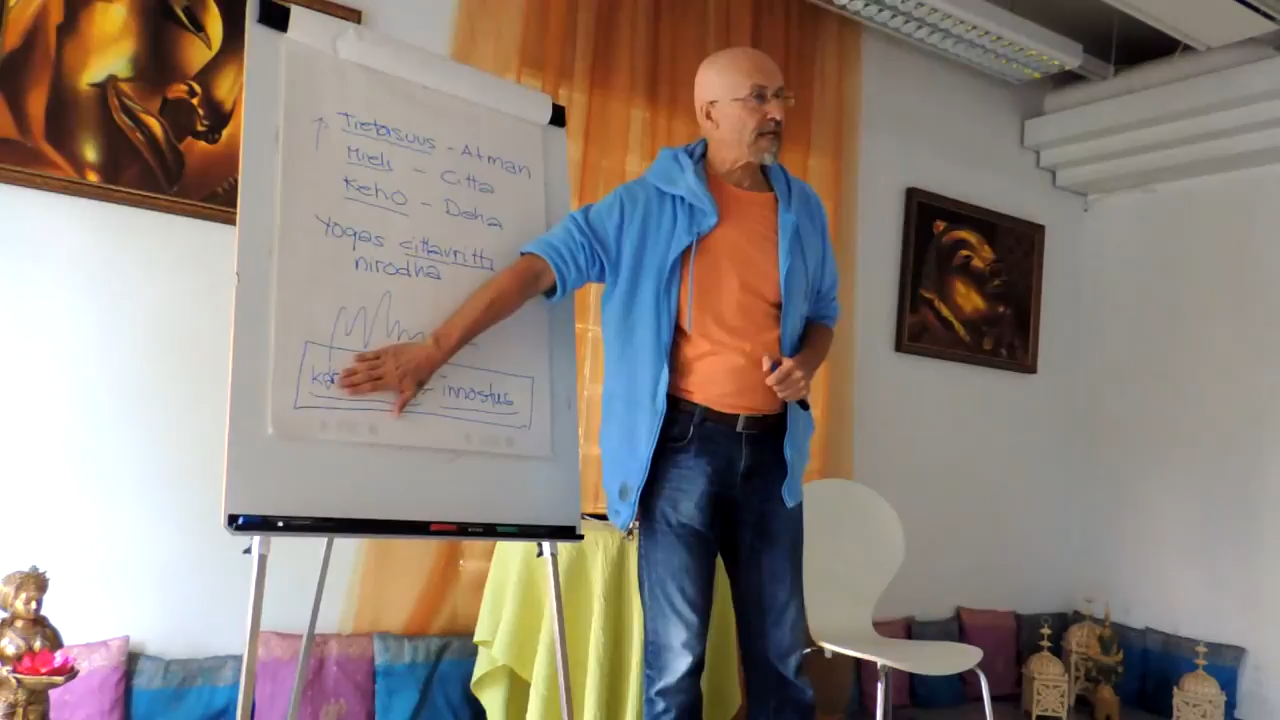 Tietoisuus - Atman
Mieli - Citta
Keho - Deha
Yogas cittavritti
nirodha
innostus